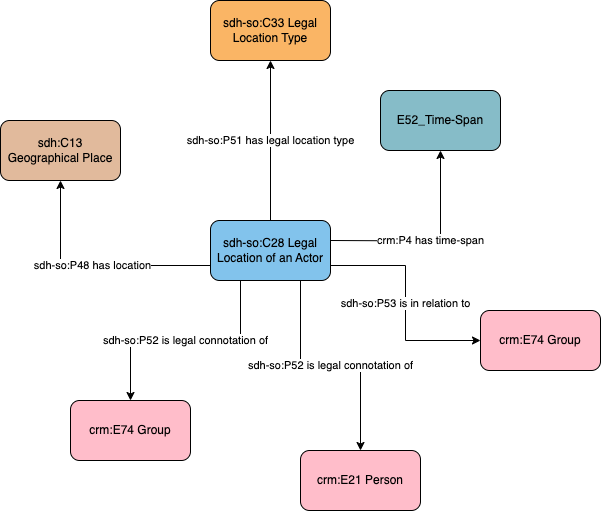 sdh-so:C33 Legal
Location Type
E52_Time-Span
sdh:C13
Geographical Place
sdh-so:P51 has legal location type
sdh-so:C28 Legal
Location of an Actor
crm:P4 has time-span
sdh-so:P48 has location
sdh-so:P53 is in relation to
sdh-so:P52 is legal connotation of
crm:E74 Group
sdh-so:P52 is legal connotation of
crm:E74 Group
crm:E21 Person